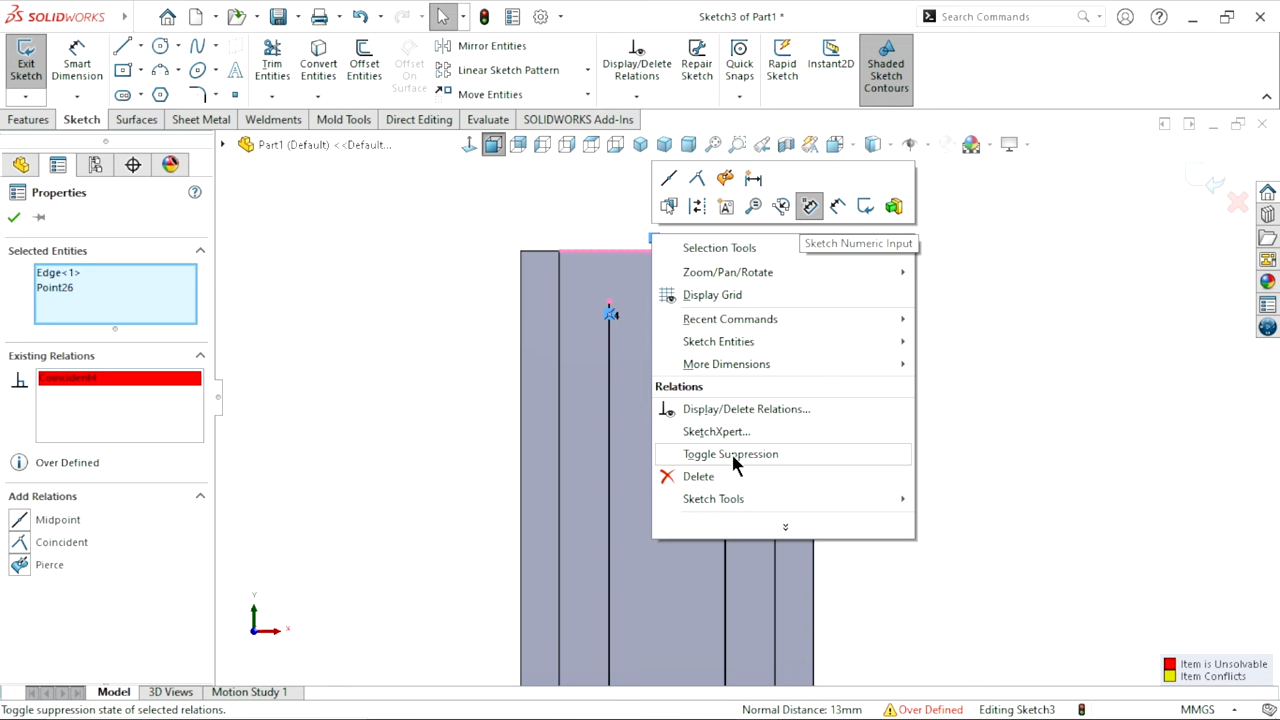 SOLIDWORKS
Sketch3 of Part1 *
Search Commands
Exit Sketch
Smart Dimension
Trim Entities
Convert Entities
Offset Entities
Offset On Surface
Mirror Entities
Linear Sketch Pattern
Move Entities
Display/Delete Relations
Repair Sketch
Quick Snaps
Rapid Sketch
Instant2D
Shaded Sketch Contours
Features
Sketch
Surfaces
Sheet Metal
Weldments
Mold Tools
Direct Editing
Evaluate
SOLIDWORKS Add-Ins
Part1 (Default) <<Default...
Properties
Selected Entities
Edge<1>
Point26
Existing Relations
Coincident4
Over Defined
Add Relations
Midpoint
Coincident
Pierce
4
Sketch Numeric Input
Selection Tools
Zoom/Pan/Rotate
Display Grid
Recent Commands
Sketch Entities
More Dimensions
Relations
Display/Delete Relations...
SketchXpert...
Toggle Suppression
Delete
Sketch Tools
Y
X
Item is Unsolvable
Item Conflicts
Model
3D Views
Motion Study 1
Toggle suppression state of selected relations.
Normal Distance: 13mm
Over Defined
Editing Sketch3
MMGS